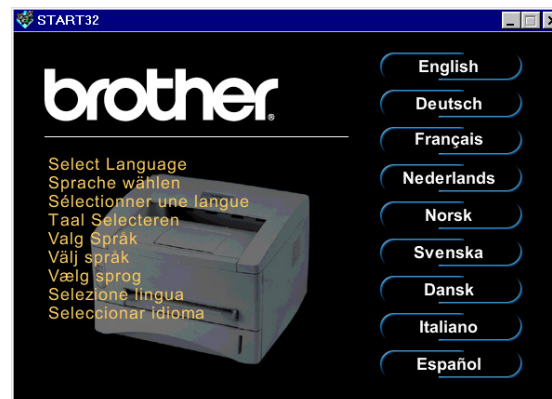 START32
brother®
Select Language
Sprache wählen
Sélectionner une langue
Taal Selecteren
Valg Språk
Välj språk
Vælg sprog
Selezione lingua
Seleccionar idioma
English
Deutsch
Français
Nederlands
Norsk
Svenska
Dansk
Italiano
Español